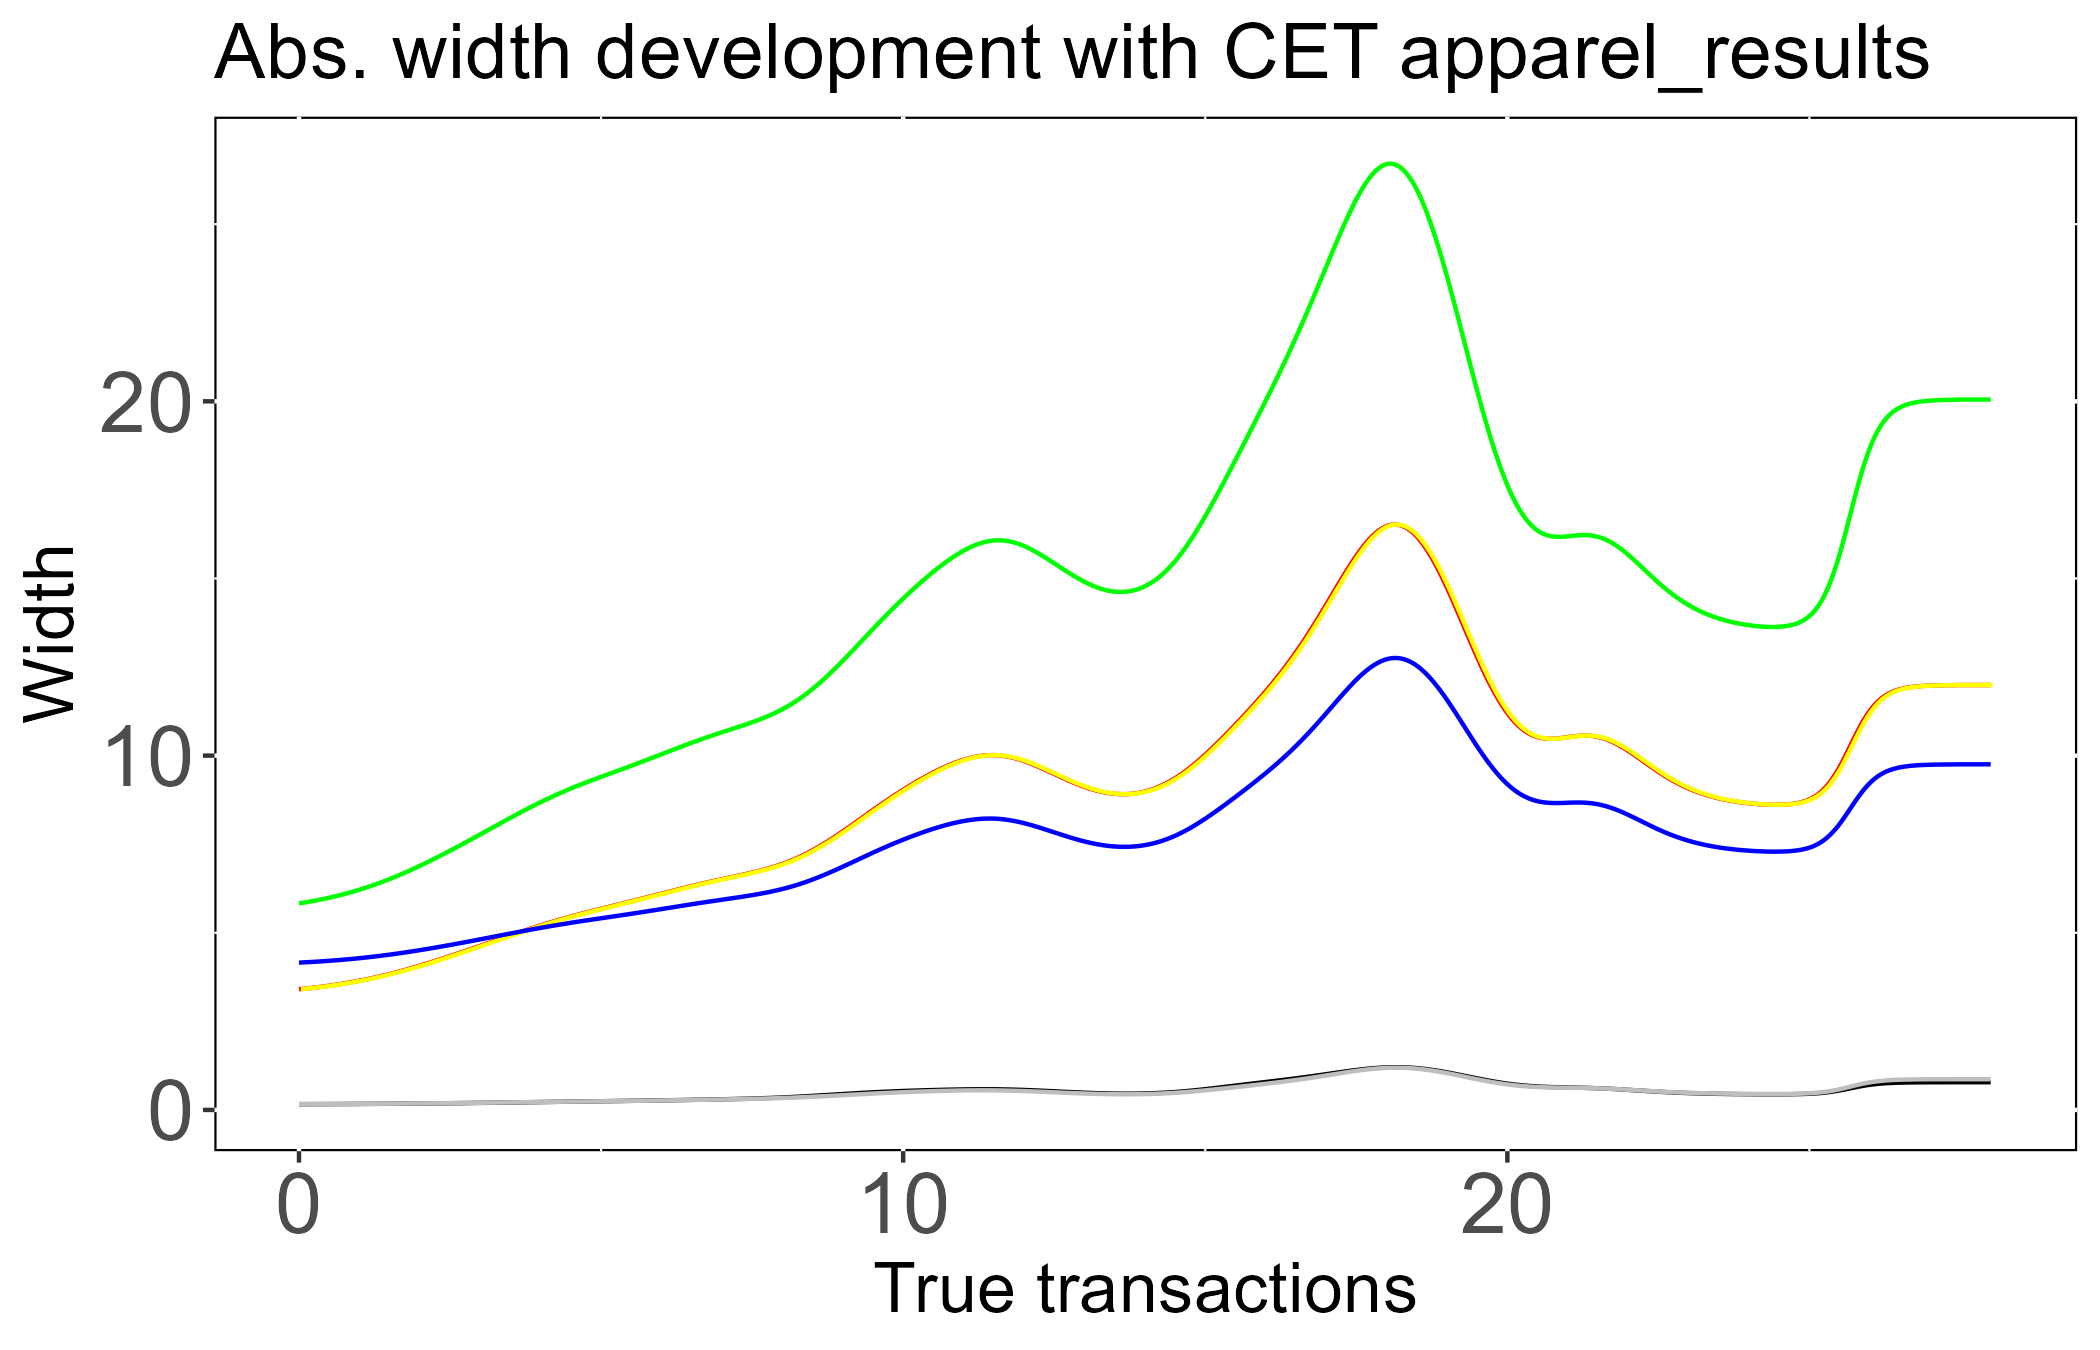 Abs. width development with CET apparel_results
Width
20
10
0
0 10 20
True transactions